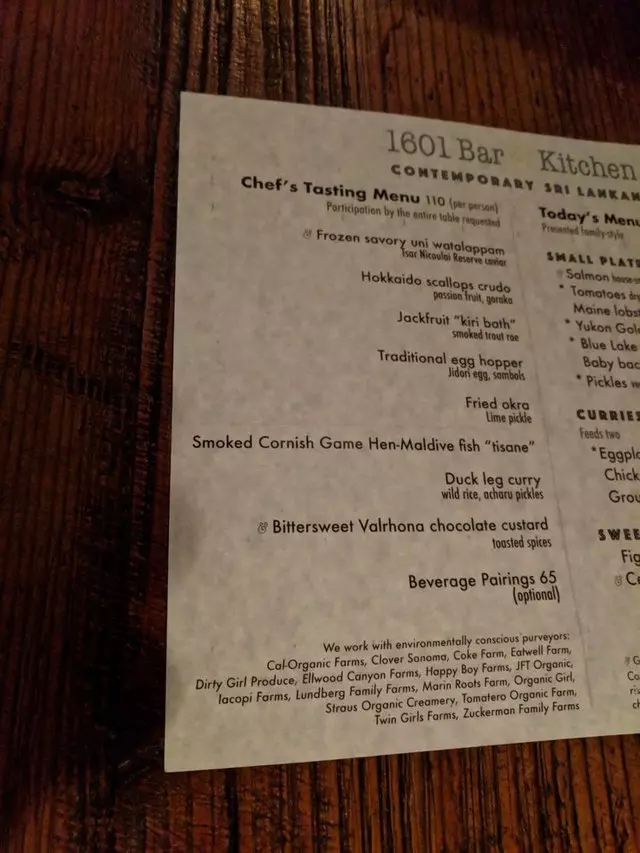 1601 Bar Kitchen
CONTEMPORARY SRI LANKAN
Chef's Tasting Menu 110 (per person)
Participation by the entire table requested
Frozen savory uni watalappam
Tsar Nicoulai Reserve caviar
Hokkaido scallops crudo
passion fruit, goraka
Jackfruit "kiri bath"
smoked trout roe
Traditional egg hopper
Jidori egg, sambols
Fried okra
Lime pickle
Smoked Cornish Game Hen-Maldive fish "tisane"
Duck leg curry
wild rice, acharu pickles
Bittersweet Valrhona chocolate custard
toasted spices
Beverage Pairings 65
(optional)
We work with environmentally conscious purveyors:
Cal-Organic Farms, Clover Sonoma, Coke Farm, Eatwell Farm,
Dirty Girl Produce, Ellwood Canyon Farms, Happy Boy Farms, JFT Organic,
Iacopi Farms, Lundberg Family Farms, Marin Roots Farm, Organic Girl,
Straus Organic Creamery, Tomatero Organic Farm,
Twin Girls Farms, Zuckerman Family Farms
Today's Menu
Presented family-style
SMALL PLATE
Salmon
* Tomatoes
Maine lobst
* Yukon Gol
* Blue Lake
Baby bac
* Pickles
CURRIES
Feeds two
*Eggpl
Chick
Grou
SWEE
Fig
Ce